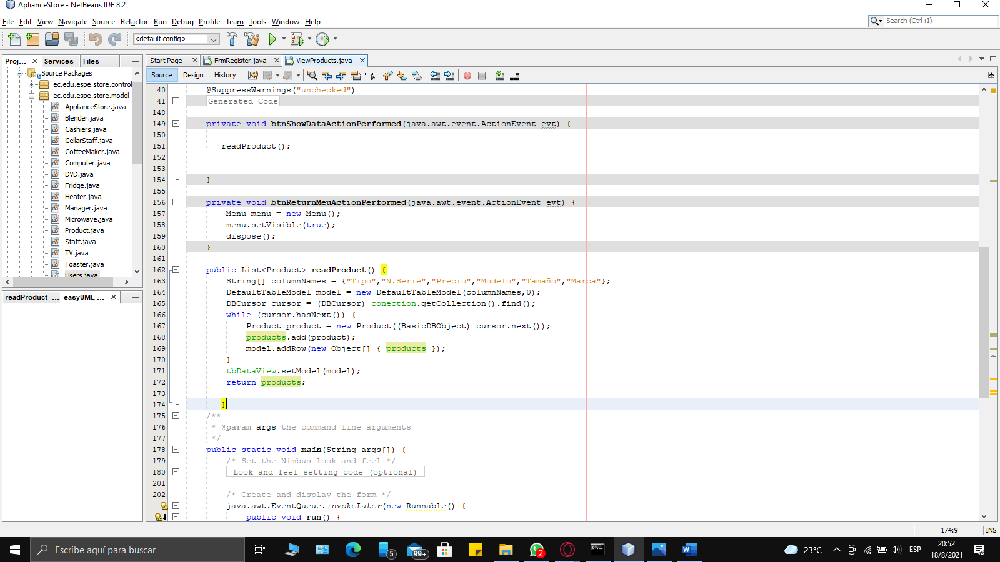 AplianceStore - NetBeans IDE 8.2
File Edit View Navigate Source Refactor Run Debug Profile Team Tools Window Help
Search (Ctrl+I)
<default config>
Proj... Services Files
Start Page FrmRegister.java ViewProducts.java
Source Design History
Source Packages
ec.edu.espe.store.control
ec.edu.espe.store.model
ApplianceStore.java
Blender.java
Cashiers.java
CellarStaff.java
CoffeeMaker.java
Computer.java
DVD.java
Fridge.java
Heater.java
Manager.java
Microwave.java
Product.java
Staff.java
TV.java
Toaster.java
Users.java
readProduct -... easyUML ...
40 @SuppressWarnings("unchecked")
41 Generated Code
148
149 private void btnShowDataActionPerformed(java.awt.event.ActionEvent evt) {
150
151 readProduct();
152
153
154 }
155
156 private void btnReturnMeuActionPerformed(java.awt.event.ActionEvent evt) {
157 Menu menu = new Menu();
158 menu.setVisible(true);
159 dispose();
160 }
161
162 public List<Product> readProduct() {
163 String[] columnNames = {"Tipo","N.Serie","Precio","Modelo","Tamaño","Marca"};
164 DefaultTableModel model = new DefaultTableModel(columnNames,0);
165 DBCursor cursor = (DBCursor) conection.getCollection().find();
166 while (cursor.hasNext()) {
167 Product product = new Product((BasicDBObject) cursor.next());
168 products.add(product);
169 model.addRow(new Object[] { products });
170 }
171 tbDataView.setModel(model);
172 return products;
173
174 }
175 /**
176 * @param args the command line arguments
177 */
178 public static void main(String args[]) {
179 /* Set the Nimbus look and feel */
180 Look and feel setting code (optional)
201
202 /* Create and display the form */
java.awt.EventQueue.invokeLater(new Runnable() {
public void run() {
174:9 INS
Escribe aquí para buscar
5
99+
2
23°C
ESP
20:52
18/8/2021